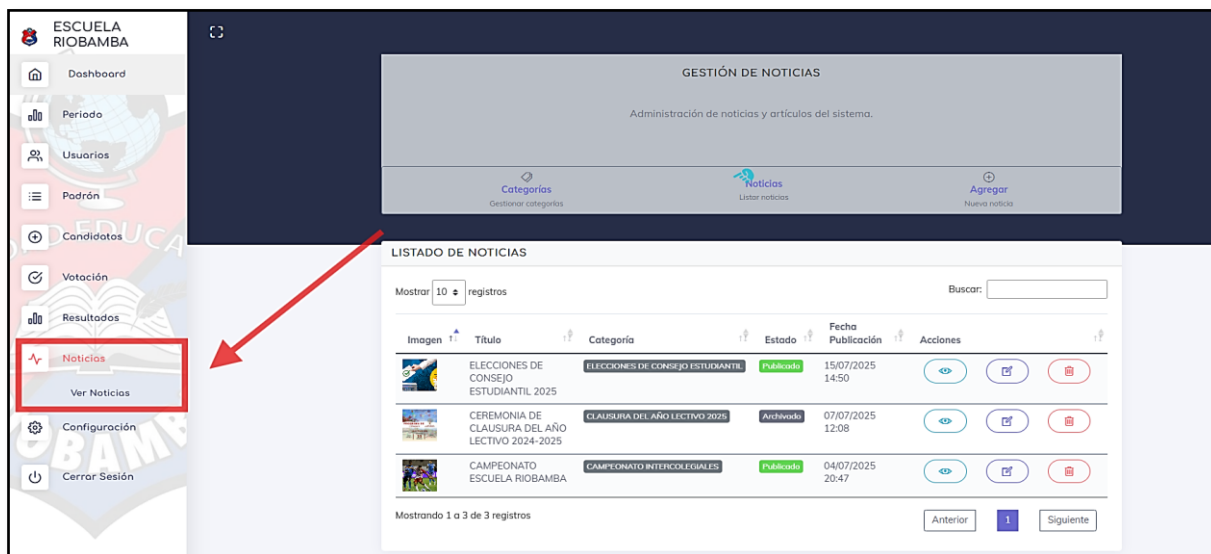 ESCUELA
RIOBAMBA
Dashboard
Periodo
Usuarios
Padrón
Candidatos
Votación
Resultados
Noticias
Ver Noticias
Configuración
Cerrar Sesión
GESTIÓN DE NOTICIAS
Administración de noticias y artículos del sistema.
Categorías
Gestionar categorías
Noticias
Listar noticias
Agregar
Nueva noticia
LISTADO DE NOTICIAS
Mostrar 10 registros
Buscar:
Imagen Título Categoría Estado Fecha Publicación Acciones
ELECCIONES DE CONSEJO ESTUDIANTIL 2025 ELECCIONES DE CONSEJO ESTUDIANTIL Publicado 15/07/2025 14:50
CEREMONIA DE CLAUSURA DEL AÑO LECTIVO 2024-2025 CLAUSURA DEL AÑO LECTIVO 2025 Archivado 07/07/2025 12:08
CAMPEONATO ESCUELA RIOBAMBA CAMPEONATO INTERCOLEGIALES Publicado 04/07/2025 20:47
Mostrando 1 a 3 de 3 registros
Anterior 1 Siguiente